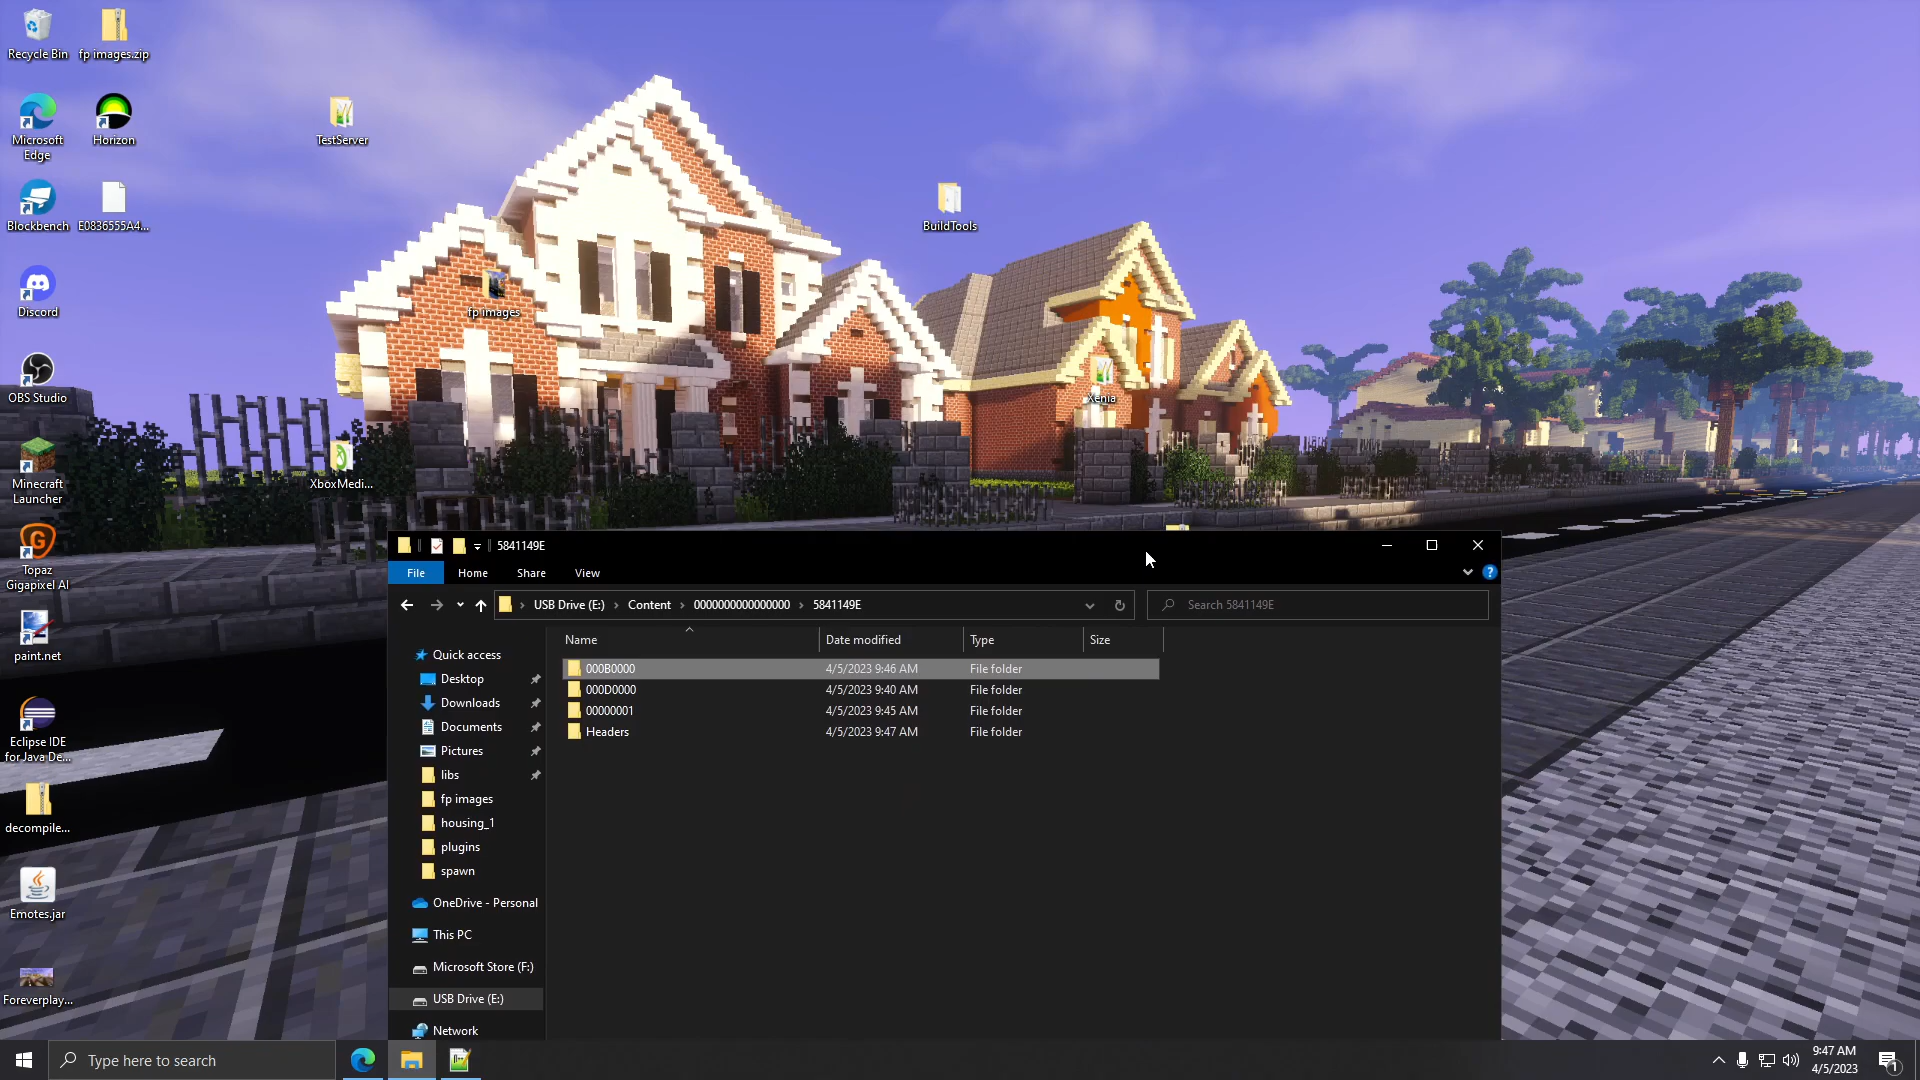 Recycle Bin
fp images.zip
Microsoft
Edge
Horizon
TestServer
Blockbench
E0836555A4...
BuildTools
Discord
fp images
OBS Studio
Xenia
Minecraft
Launcher
XboxMedi...
Topaz
Gigapixel AI
paint.net
Eclipse IDE
for Java De...
decompile...
Emotes.jar
Foreverplay...
5841149E
File
Home
Share
View
USB Drive (E:)
Content
0000000000000000
5841149E
Search 5841149E
Name
Date modified
Type
Size
000B0000
4/5/2023 9:46 AM
File folder
000D0000
4/5/2023 9:40 AM
File folder
00000001
4/5/2023 9:45 AM
File folder
Headers
4/5/2023 9:47 AM
File folder
Quick access
Desktop
Downloads
Documents
Pictures
libs
fp images
housing_1
plugins
spawn
OneDrive - Personal
This PC
Microsoft Store (F:)
USB Drive (E:)
Network
Type here to search
9:47 AM
4/5/2023
1